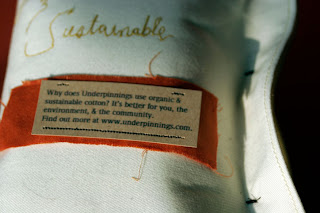 Sustainable
Why does Underpinnings use organic &
sustainable cotton? It's better for you, the
environment, & the community.
Find out more at www.underpinnings.com.